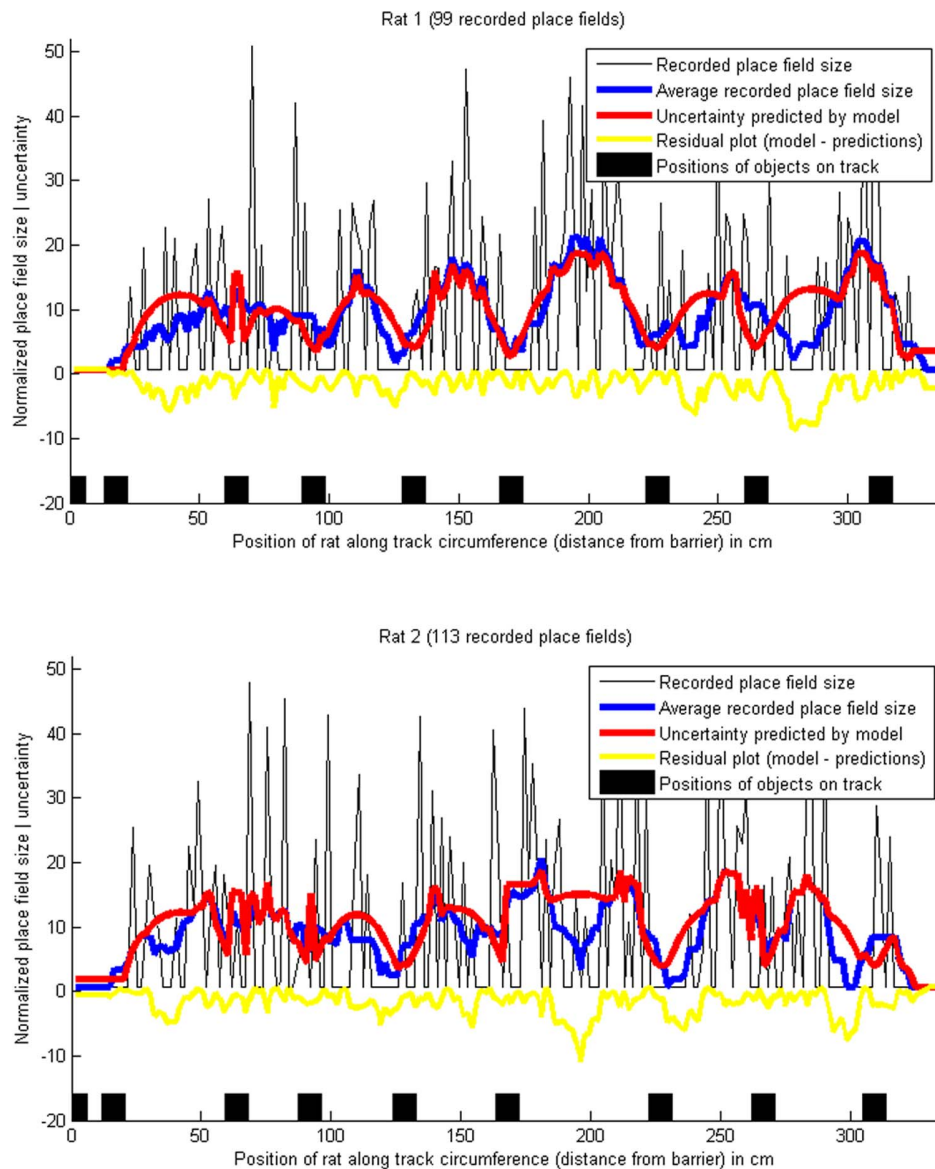 Rat 1 (99 recorded place fields)
50
40
30
20
10
0
-10
-20
Normalized place field size | uncertainty
Recorded place field size
Average recorded place field size
Uncertainty predicted by model
Residual plot (model - predictions)
Positions of objects on track
0 50 100 150 200 250 300
Position of rat along track circumference (distance from barrier) in cm
Rat 2 (113 recorded place fields)
50
40
30
20
10
0
-10
-20
Normalized place field size | uncertainty
Recorded place field size
Average recorded place field size
Uncertainty predicted by model
Residual plot (model - predictions)
Positions of objects on track
0 50 100 150 200 250 300
Position of rat along track circumference (distance from barrier) in cm